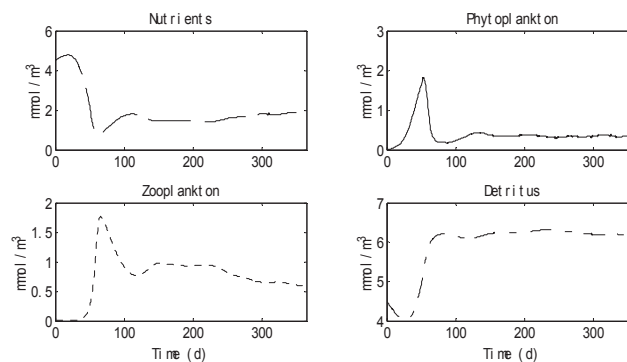 Nutrients
Phytoplankton
6
4
2
0
mmol / m³
0 100 200 300
3
2
1
0
mmol / m³
0 100 200 300
Zooplankton
Detritus
2
1.5
1
0.5
0
mmol / m³
0 100 200 300
Time (d)
7
6
5
4
mmol / m³
0 100 200 300
Time (d)